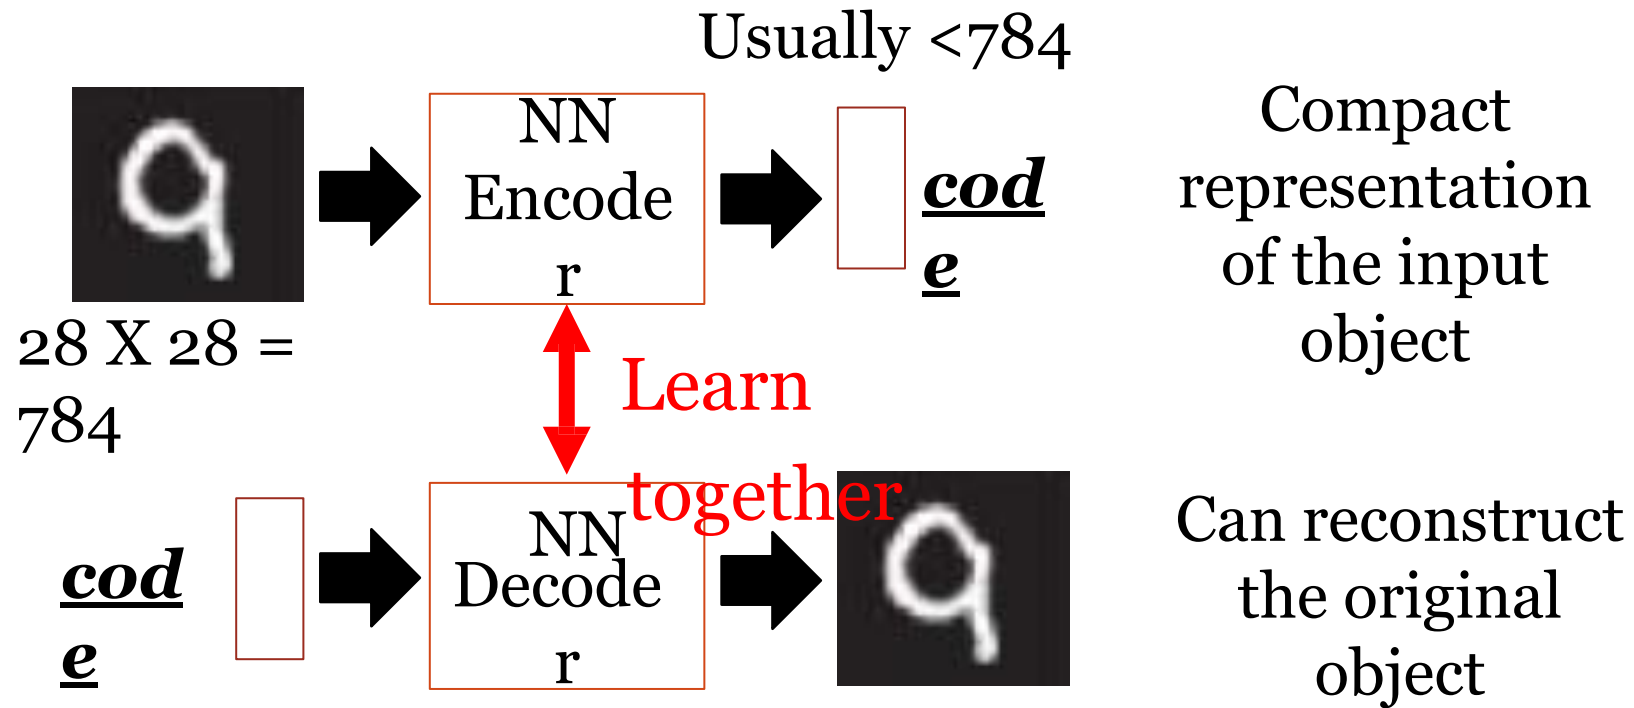 Usually <784
NN
Encode
r
cod
e
Compact
representation
of the input
object
28 X 28 =
784
Learn
together
cod
e
NN
Decode
r
Can reconstruct
the original
object